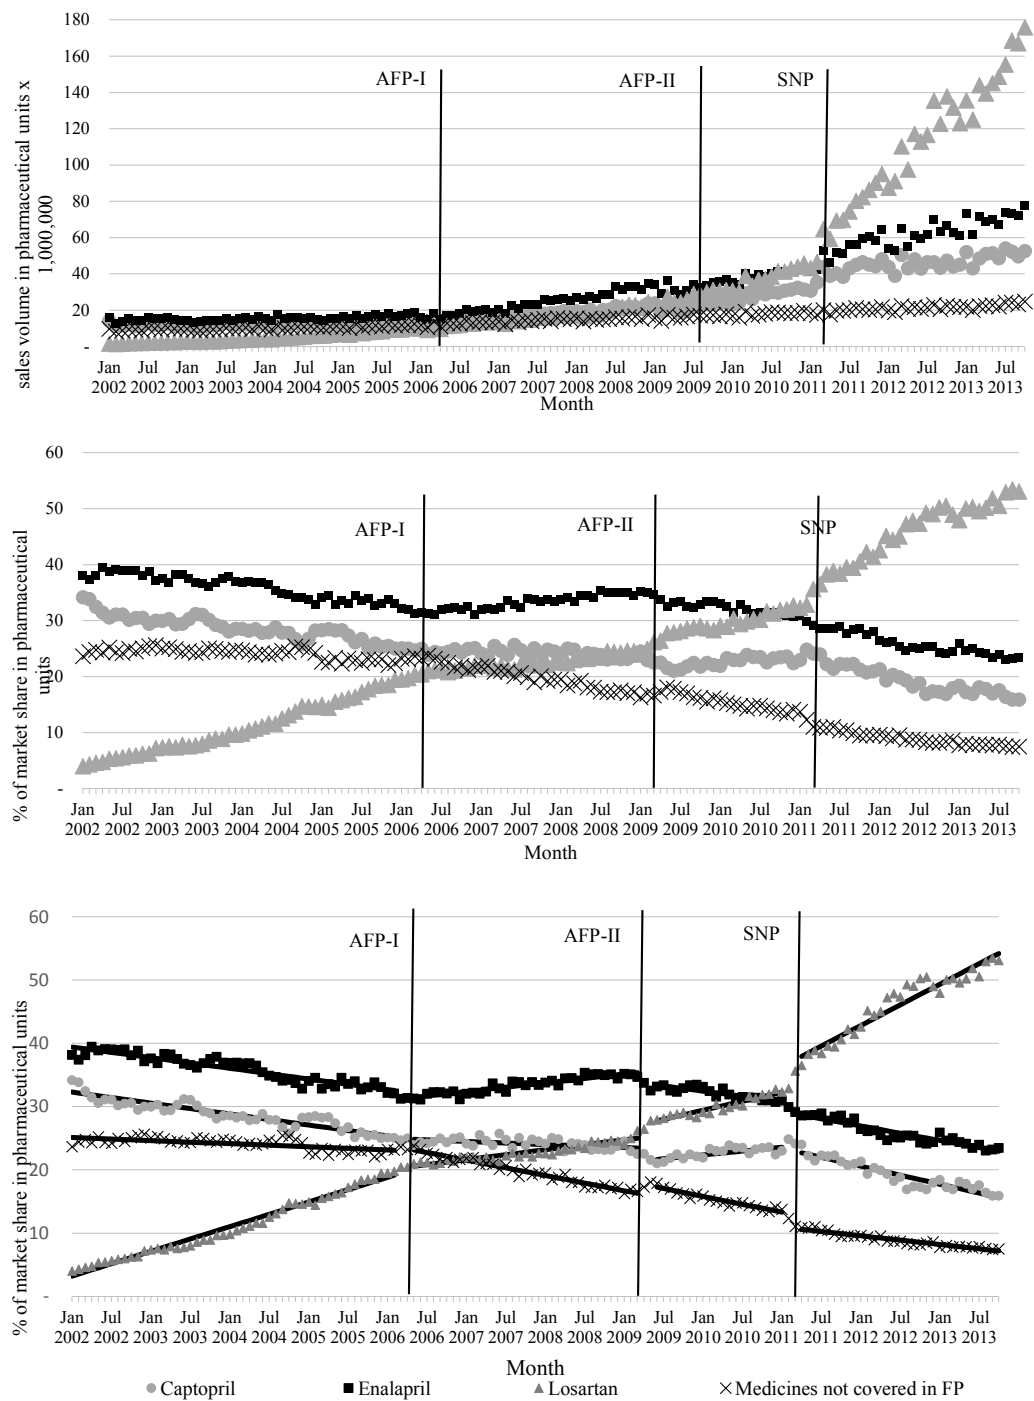 180
160
140
120
100
80
60
40
20
-
sales volume in pharmaceutical units x
1,000,000
AFP-I
AFP-II
SNP
Jan Jul Jan Jul Jan Jul Jan Jul Jan Jul Jan Jul Jan Jul Jan Jul Jan Jul Jan Jul Jan Jul Jan Jul
2002 2002 2003 2003 2004 2004 2005 2005 2006 2006 2007 2007 2008 2008 2009 2009 2010 2010 2011 2011 2012 2012 2013 2013
Month
60
50
40
30
20
10
-
% of market share in pharmaceutical
units
AFP-I
AFP-II
SNP
Jan Jul Jan Jul Jan Jul Jan Jul Jan Jul Jan Jul Jan Jul Jan Jul Jan Jul Jan Jul Jan Jul Jan Jul
2002 2002 2003 2003 2004 2004 2005 2005 2006 2006 2007 2007 2008 2008 2009 2009 2010 2010 2011 2011 2012 2012 2013 2013
Month
60
50
40
30
20
10
-
% of market share in pharmaceutical units
AFP-I
AFP-II
SNP
Jan Jul Jan Jul Jan Jul Jan Jul Jan Jul Jan Jul Jan Jul Jan Jul Jan Jul Jan Jul Jan Jul Jan Jul
2002 2002 2003 2003 2004 2004 2005 2005 2006 2006 2007 2007 2008 2008 2009 2009 2010 2010 2011 2011 2012 2012 2013 2013
Month
Captopril Enalapril Losartan Medicines not covered in FP